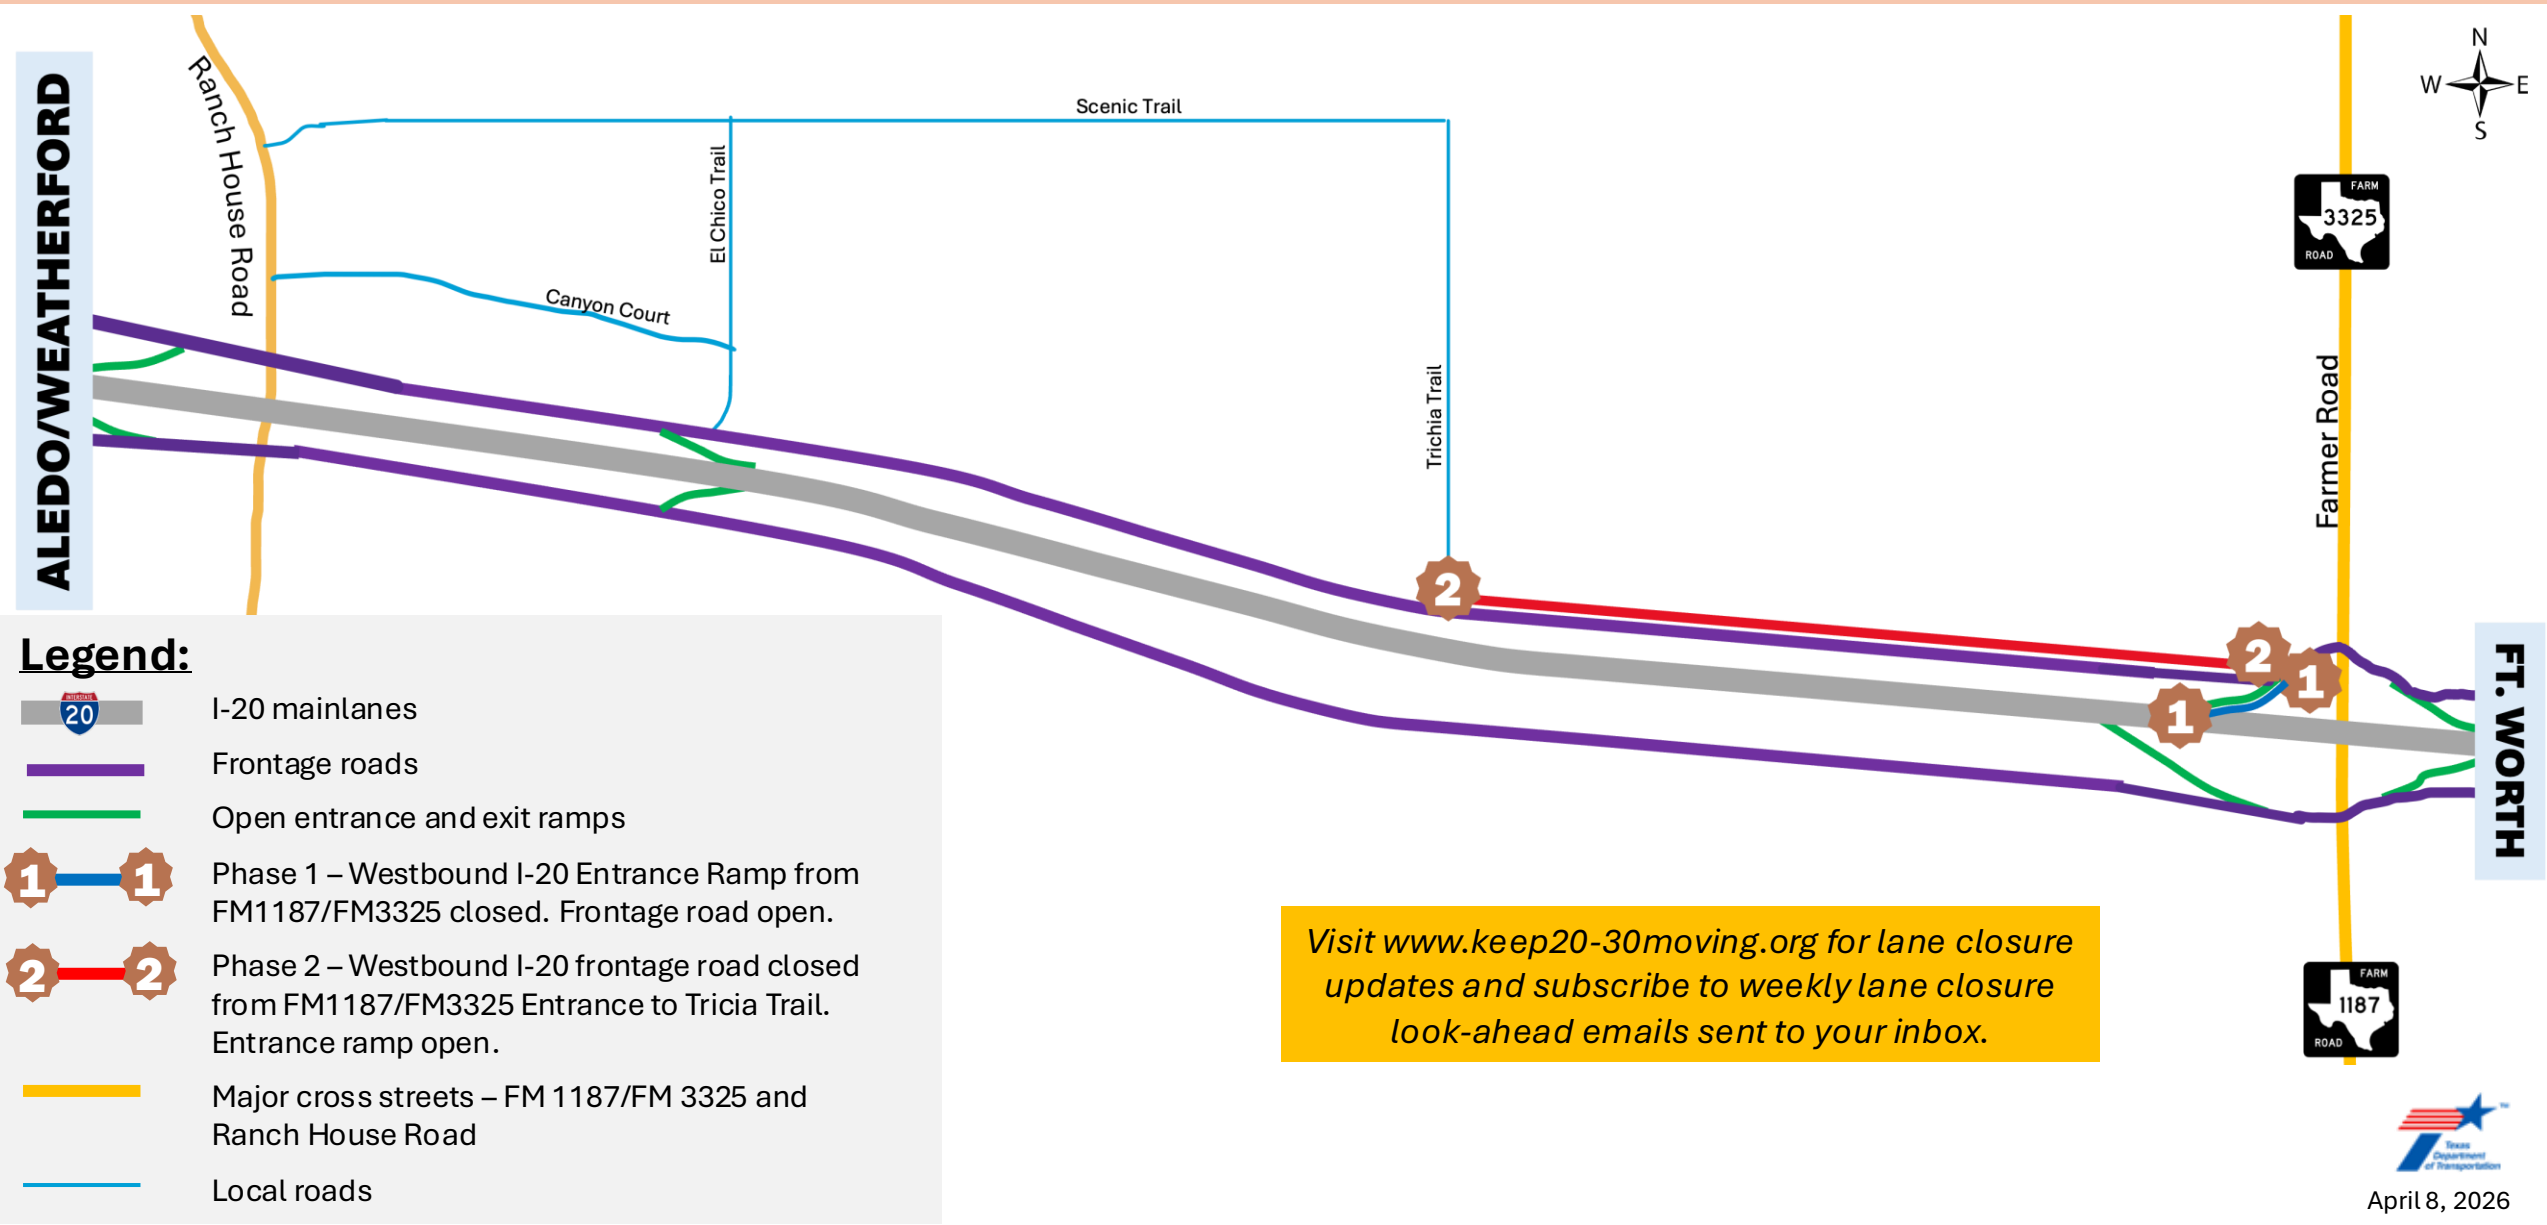 N
W
E
S
Ranch House Road
Scenic Trail
El Chico Trail
Canyon Court
Trichia Trail
FARM
3325
ROAD
Farmer Road
ALEDO/WEATHERFORD
FT. WORTH
2
2
1
1
Legend:
INTERSTATE
20
I-20 mainlanes
Frontage roads
Open entrance and exit ramps
1
1
Phase 1 – Westbound I-20 Entrance Ramp from
FM1187/FM3325 closed. Frontage road open.
2
2
Phase 2 – Westbound I-20 frontage road closed
from FM1187/FM3325 Entrance to Tricia Trail.
Entrance ramp open.
Major cross streets – FM 1187/FM 3325 and
Ranch House Road
Local roads
Visit www.keep20-30moving.org for lane closure
updates and subscribe to weekly lane closure
look-ahead emails sent to your inbox.
FARM
1187
ROAD
Texas
Department
of Transportation
April 8, 2026